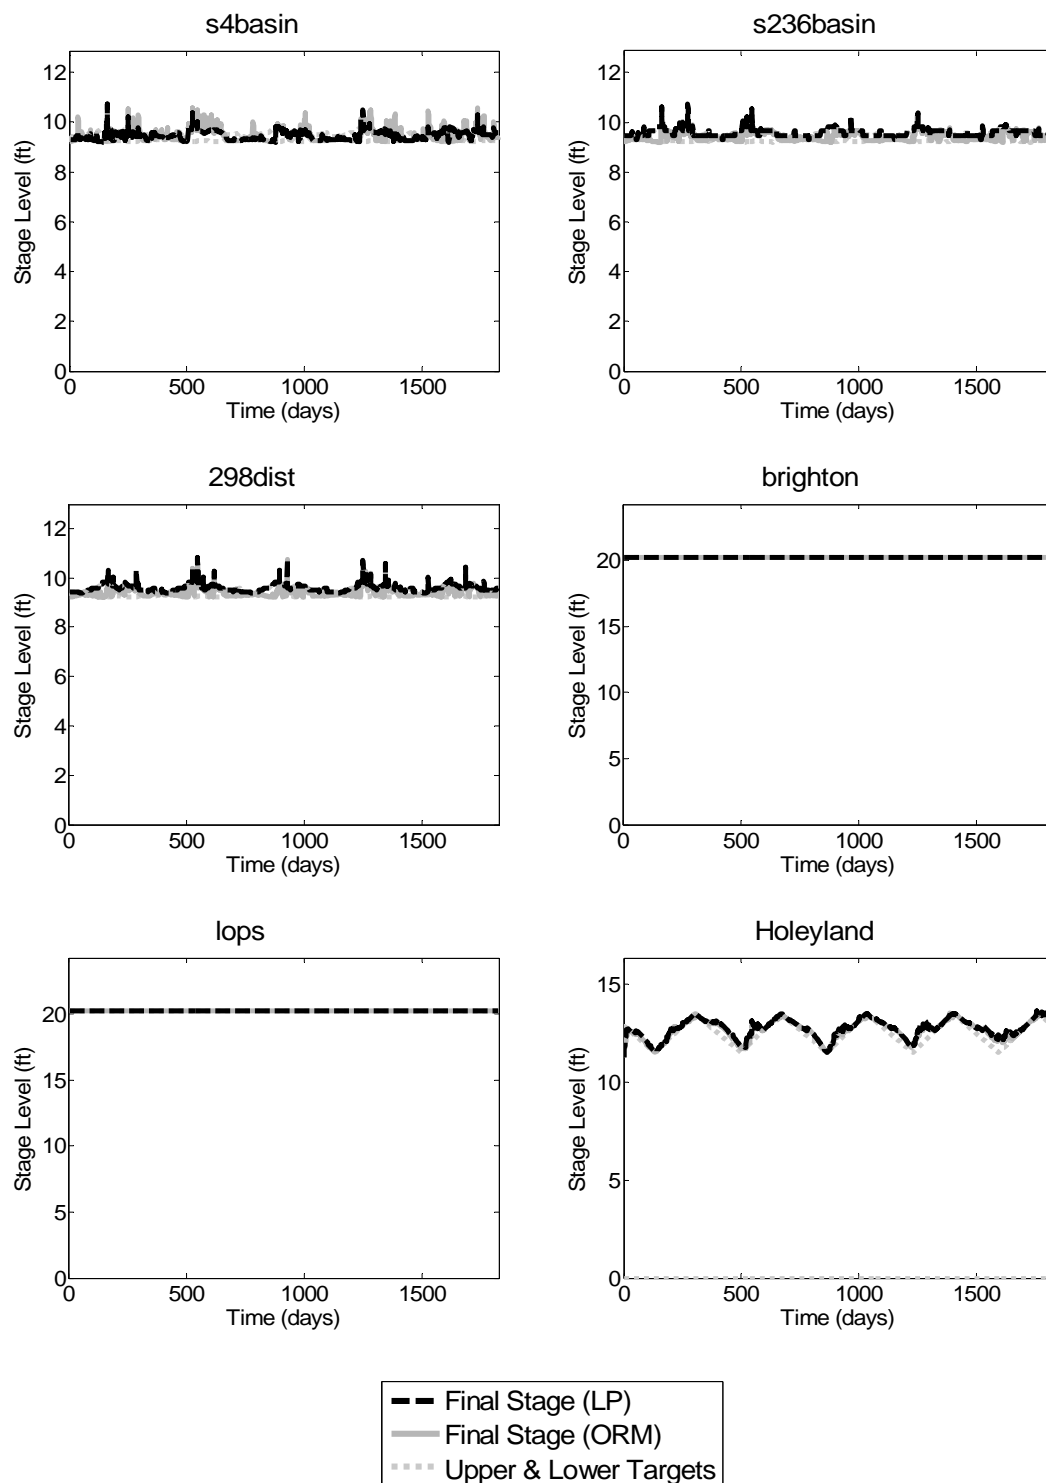 s4basin
s236basin
Stage Level (ft)
12
10
8
6
4
2
0
0 500 1000 1500
Time (days)
Stage Level (ft)
12
10
8
6
4
2
0
0 500 1000 1500
Time (days)
298dist
brighton
Stage Level (ft)
12
10
8
6
4
2
0
0 500 1000 1500
Time (days)
Stage Level (ft)
20
15
10
5
0
0 500 1000 1500
Time (days)
lops
Holeyland
Stage Level (ft)
20
15
10
5
0
0 500 1000 1500
Time (days)
Stage Level (ft)
15
10
5
0
0 500 1000 1500
Time (days)
Final Stage (LP)
Final Stage (ORM)
Upper & Lower Targets